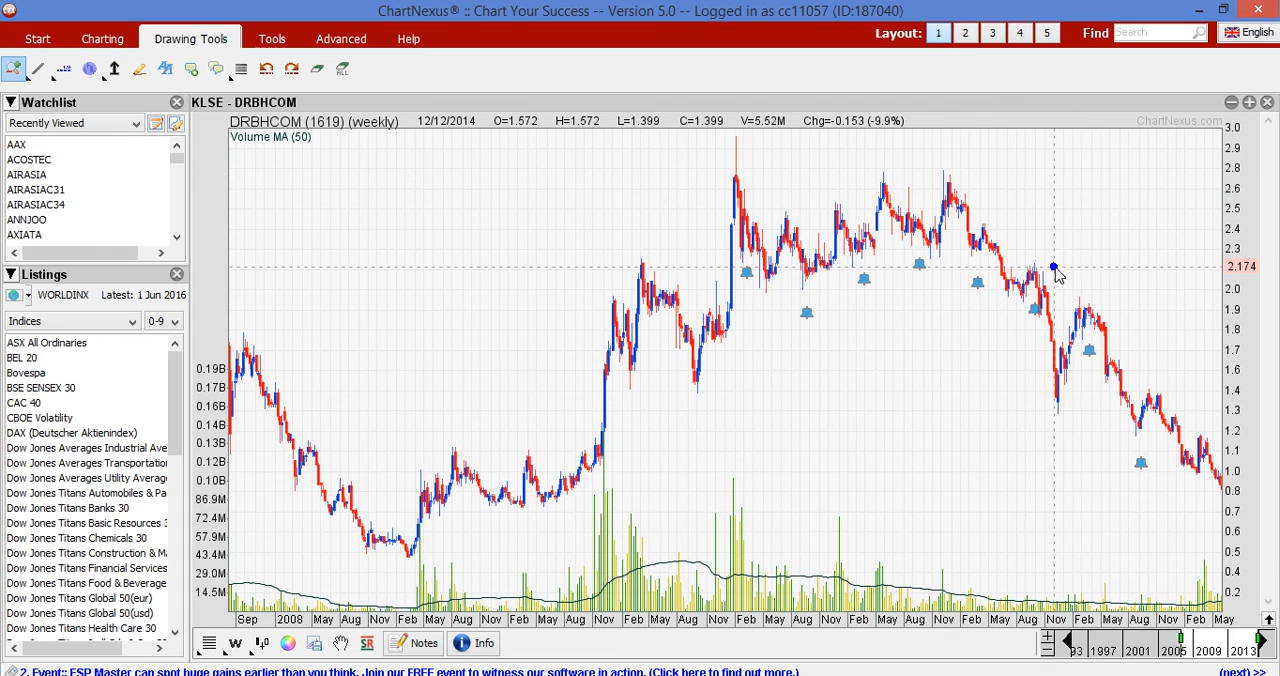 ChartNexus® :: Chart Your Success -- Version 5.0 -- Logged in as cc11057 (ID:187040)
Start Charting Drawing Tools Tools Advanced Help Layout: 1 2 3 4 5 Find Search English
ALL
Watchlist
Recently Viewed
AAX
ACOSTEC
AIRASIA
AIRASIAC31
AIRASIAC34
ANNJOO
AXIATA
Listings
WORLDINX Latest: 1 Jun 2016
Indices 0-9
ASX All Ordinaries
BEL 20
Bovespa
BSE SENSEX 30
CAC 40
CBOE Volatility
DAX (Deutscher Aktienindex)
Dow Jones Averages Industrial Ave
Dow Jones Averages Transportation
Dow Jones Averages Utility Average
Dow Jones Titans Automobiles & Pa
Dow Jones Titans Banks 30
Dow Jones Titans Basic Resources 3
Dow Jones Titans Chemicals 30
Dow Jones Titans Construction & Ma
Dow Jones Titans Financial Services
Dow Jones Titans Food & Beverage
Dow Jones Titans Global 50(eur)
Dow Jones Titans Global 50(usd)
Dow Jones Titans Health Care 30
KLSE - DRBHCOM
DRBHCOM (1619) (weekly) 12/12/2014 O=1.572 H=1.572 L=1.399 C=1.399 V=5.52M Chg=-0.153 (-9.9%) ChartNexus.com
Volume MA (50)
3.0
2.9
2.8
2.6
2.5
2.4
2.3
2.174
2.0
1.9
1.8
1.7
1.6
1.4
1.3
1.2
1.1
1.0
0.8
0.7
0.6
0.5
0.4
0.2
0.19B
0.17B
0.16B
0.14B
0.13B
0.12B
0.10B
86.9M
72.4M
57.9M
43.4M
29.0M
14.5M
Sep 2008 May Aug Nov Feb May Aug Nov Feb May Aug Nov Feb May Aug Nov Feb May Aug Nov Feb May Aug Nov Feb May Aug Nov Feb May Aug Nov Feb May
W SR Notes Info 1997 2001 2005 2009 2013
2. Event:: ESP Master can spot huge gains earlier than you think. Join our FREE event to witness our software in action. (Click here to find out more.) (next) >>